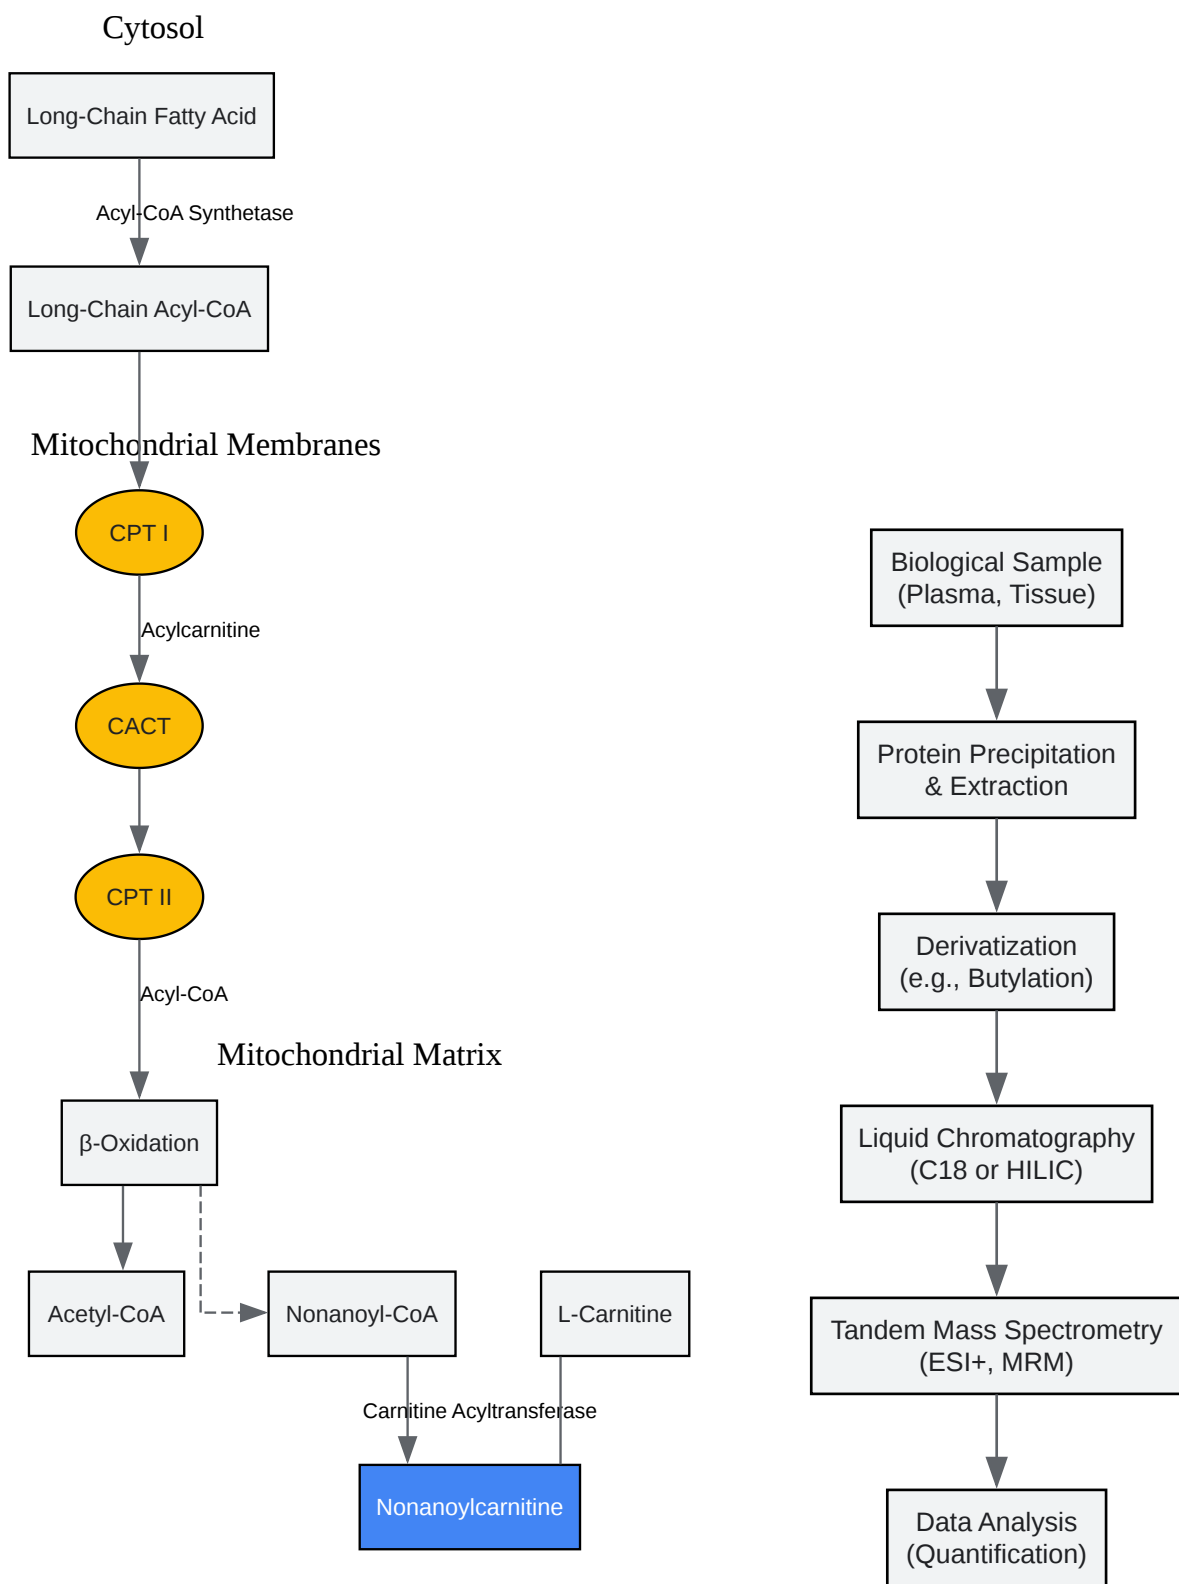 Cytosol
Long-Chain Fatty Acid
Acyl-CoA Synthetase
Long-Chain Acyl-CoA
Mitochondrial Membranes
CPT I
Acylcarnitine
CACT
CPT II
Acyl-CoA
Mitochondrial Matrix
β-Oxidation
Acetyl-CoA
Nonanoyl-CoA
L-Carnitine
Carnitine Acyltransferase
Nonanoylcarnitine
Biological Sample
(Plasma, Tissue)
Protein Precipitation
& Extraction
Derivatization
(e.g., Butylation)
Liquid Chromatography
(C18 or HILIC)
Tandem Mass Spectrometry
(ESI+, MRM)
Data Analysis
(Quantification)